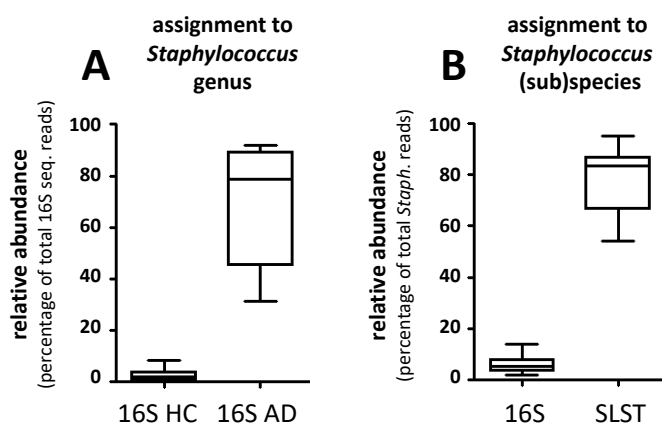 A
assignment to
Staphylococcus
genus
relative abundance
(percentage of total 16S seq. reads)
100
80
60
40
20
0
16S HC
16S AD
B
assignment to
Staphylococcus
(sub)species
relative abundance
(percentage of total Staph. reads)
100
80
60
40
20
0
16S
SLST